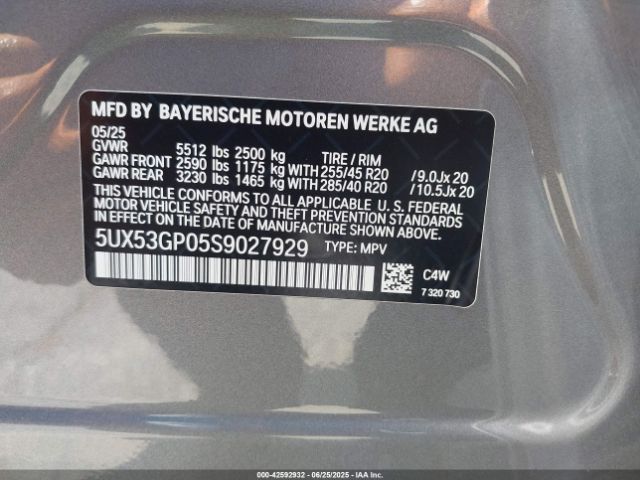 MFD BY BAYERISCHE MOTOREN WERKE AG
05/25
GVWR 5512 lbs 2500 kg TIRE / RIM
GAWR FRONT 2590 lbs 1175 kg WITH 255/45 R20 /9.0Jx 20
GAWR REAR 3230 lbs 1465 kg WITH 285/40 R20 /10.5Jx 20
THIS VEHICLE CONFORMS TO ALL APPLICABLE U. S. FEDERAL
MOTOR VEHICLE SAFETY AND THEFT PREVENTION STANDARDS
IN EFFECT ON THE DATE OF MANUFACTURE SHOWN ABOVE.
5UX53GP05S9027929 TYPE: MPV
C4W
7 320 730
000-42592932 | 06/25/2025 | IAA, Inc.